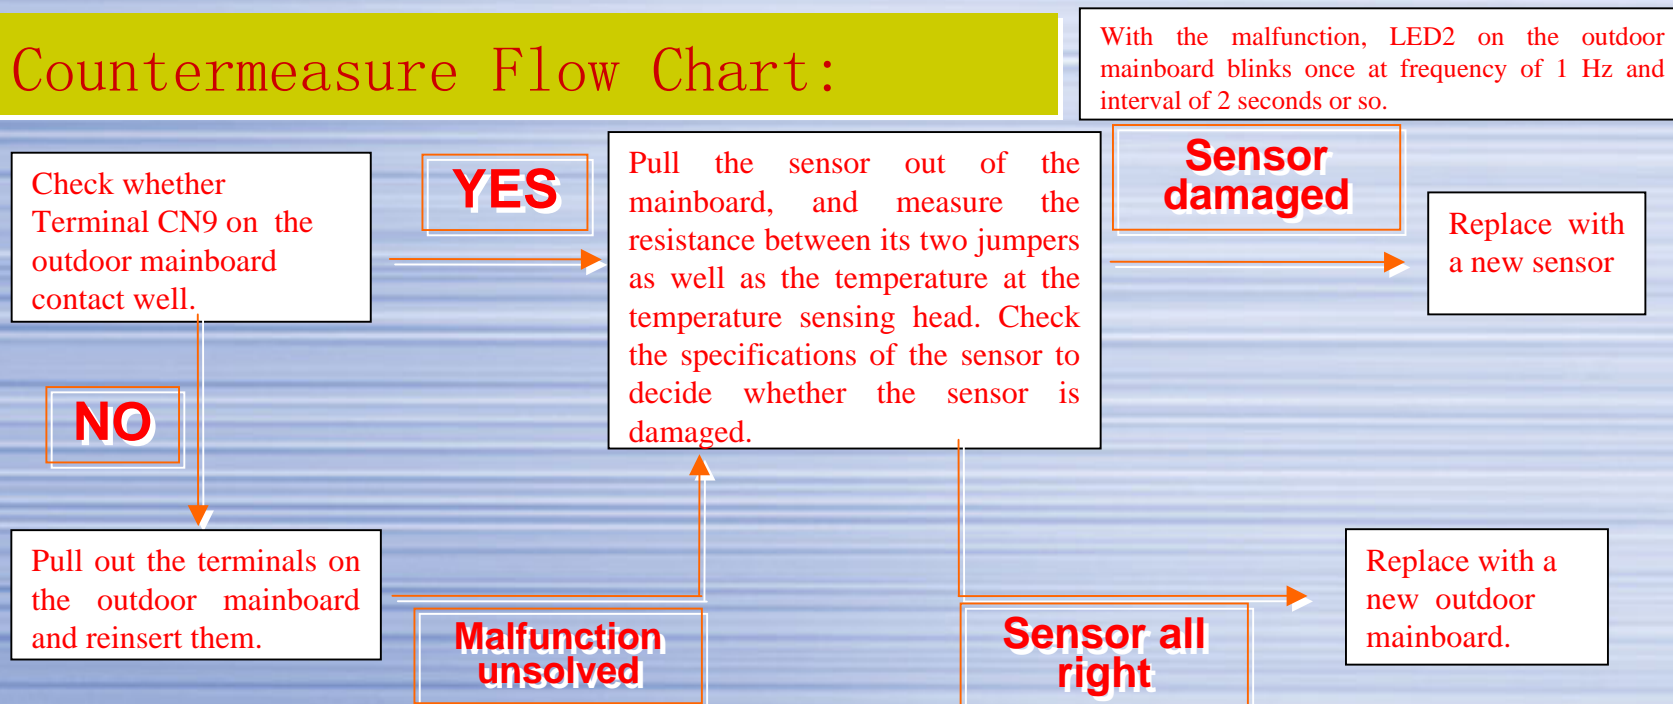 Countermeasure Flow Chart:
With the malfunction, LED2 on the outdoor
mainboard blinks once at frequency of 1 Hz and
interval of 2 seconds or so.
Check whether
Terminal CN9 on the
outdoor mainboard
contact well.
YES
Pull the sensor out of the
mainboard, and measure the
resistance between its two jumpers
as well as the temperature at the
temperature sensing head. Check
the specifications of the sensor to
decide whether the sensor is
damaged.
Sensor
damaged
Replace with
a new sensor
NO
Pull out the terminals on
the outdoor mainboard
and reinsert them.
Malfunction
unsolved
Sensor all
right
Replace with a
new outdoor
mainboard.